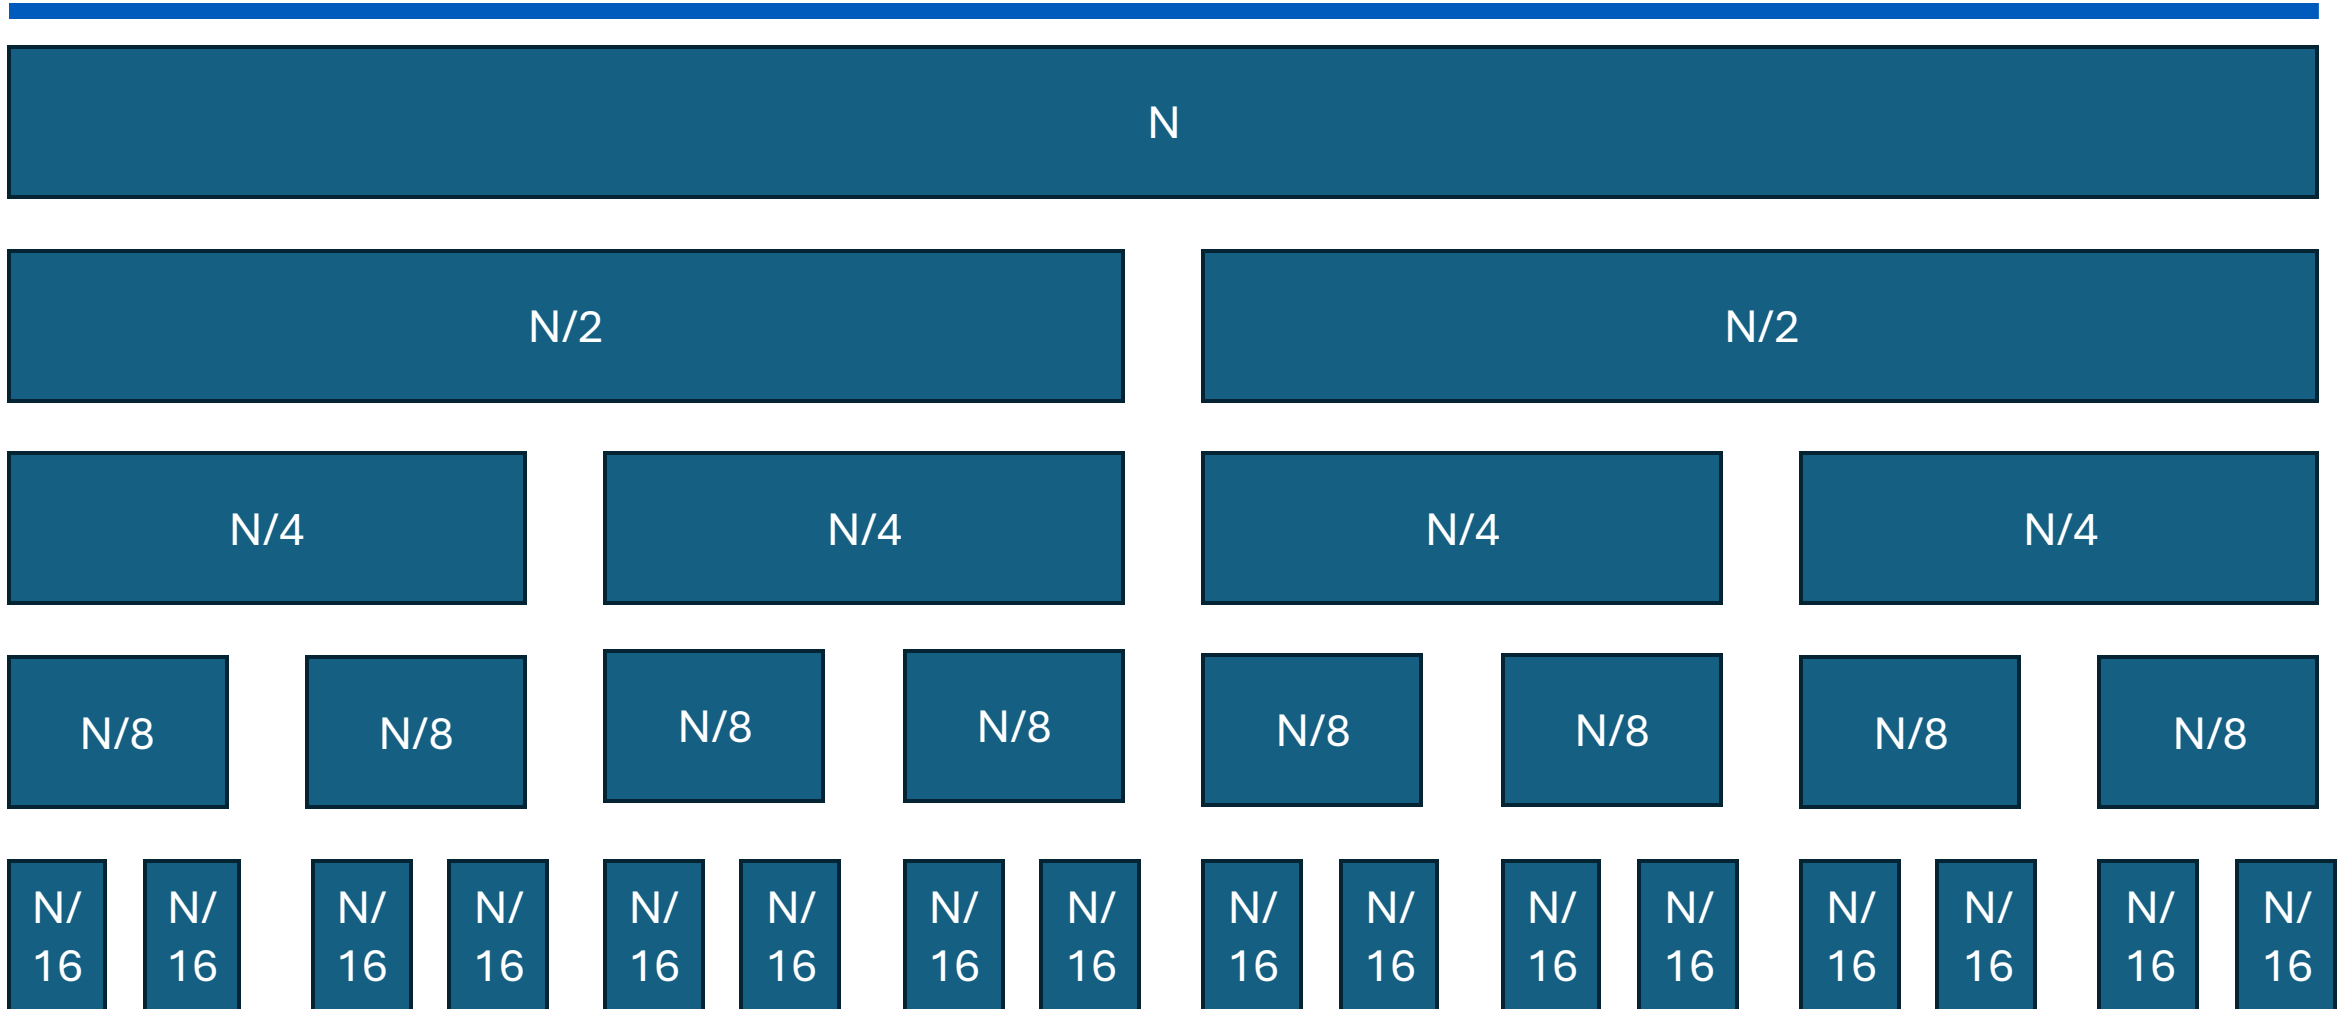 N
N/2 N/2
N/4 N/4 N/4 N/4
N/8 N/8 N/8 N/8 N/8 N/8 N/8 N/8
N/ N/ N/ N/ N/ N/ N/ N/ N/ N/ N/ N/ N/ N/ N/ N/
16 16 16 16 16 16 16 16 16 16 16 16 16 16 16 16